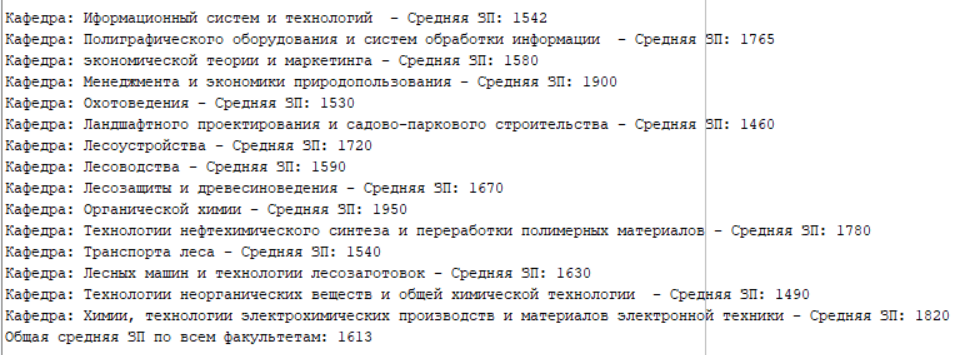 Кафедра: Иформационный систем и технологий  - Средняя ЗП: 1542
Кафедра: Полиграфического оборудования и систем обработки информации  - Средняя ЗП: 1765
Кафедра: экономической теории и маркетинга - Средняя ЗП: 1580
Кафедра: Менеджмента и экономики природопользования - Средняя ЗП: 1900
Кафедра: Охотоведения - Средняя ЗП: 1530
Кафедра: Ландшафтного проектирования и садово-паркового строительства - Средняя ЗП: 1460
Кафедра: Лесоустройства - Средняя ЗП: 1720
Кафедра: Лесоводства - Средняя ЗП: 1590
Кафедра: Лесозащиты и древесиноведения - Средняя ЗП: 1670
Кафедра: Органической химии - Средняя ЗП: 1950
Кафедра: Технологии нефтехимического синтеза и переработки полимерных материалов - Средняя ЗП: 1780
Кафедра: Транспорта леса - Средняя ЗП: 1540
Кафедра: Лесных машин и технологии лесозаготовок - Средняя ЗП: 1630
Кафедра: Технологии неорганических веществ и общей химической технологии  - Средняя ЗП: 1490
Кафедра: Химии, технологии электрохимических производств и материалов электронной техники - Средняя ЗП: 1820
Общая средняя ЗП по всем факультетам: 1613